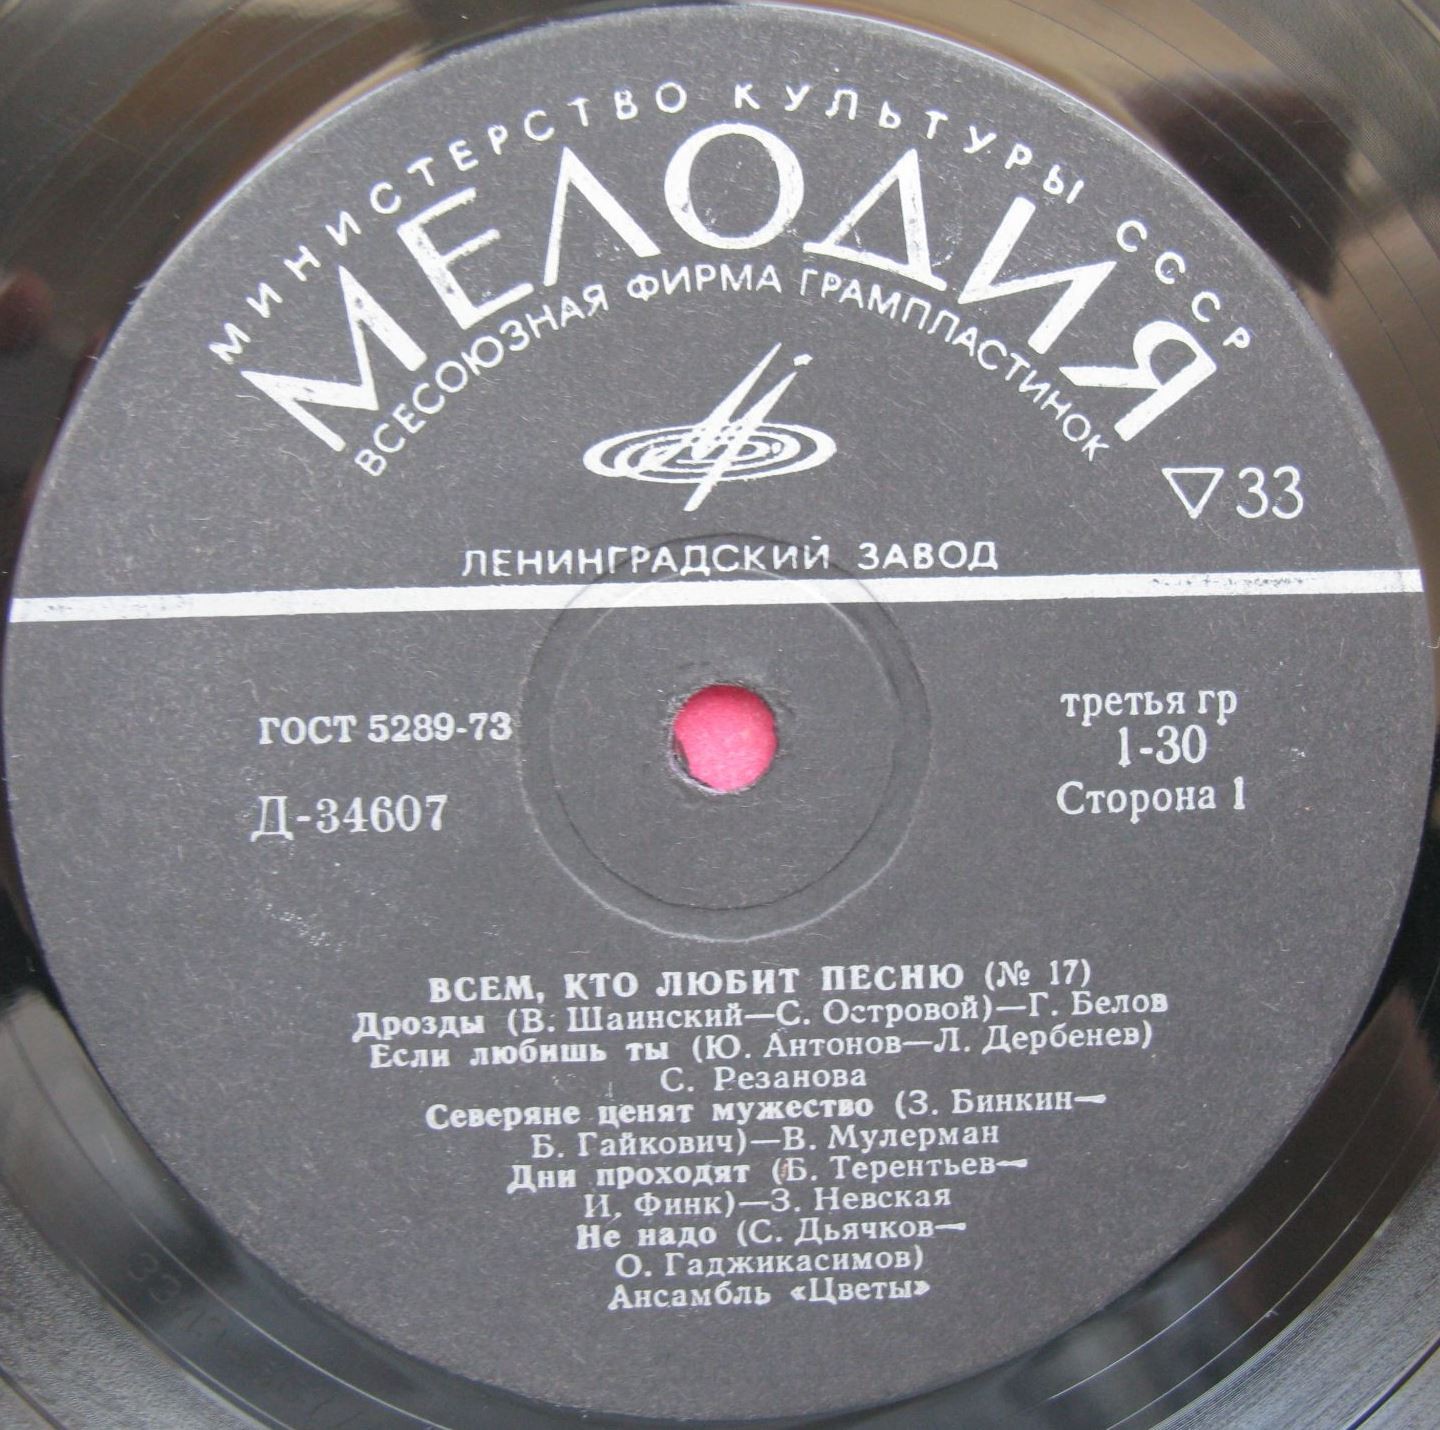 МИНИСТЕРСТВО КУЛЬТУРЫ СССР
МЕЛОДИЯ
ВСЕСОЮЗНАЯ ФИРМА ГРАМПЛАСТИНОК
33
ЛЕНИНГРАДСКИЙ ЗАВОД
ГОСТ 5289-73
Д-34607
третья гр
1-30
Сторона 1
ВСЕМ, КТО ЛЮБИТ ПЕСНЮ (№ 17)
Дрозды (В. Шаинский—С. Островой)—Г. Белов
Если любишь ты (Ю. Антонов—Л. Дербенев)
С. Резанова
Северяне ценят мужество (З. Бинкин—
Б. Гайкович)—В. Мулерман
Дни проходят (Б. Терентьев—
И. Финк)—З. Невская
Не надо (С. Дьячков—
О. Гаджикасимов)
Ансамбль «Цветы»